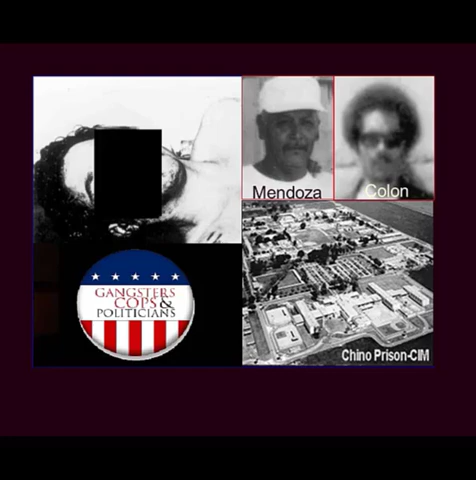 Mendoza
Colon
GANGSTERS
COPS &
POLITICIANS
Chino Prison-CIM